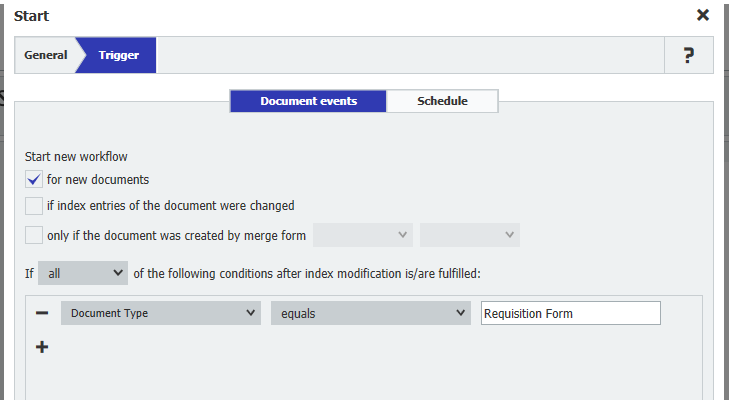 Start
General
Trigger
?
Document events
Schedule
Start new workflow
for new documents
if index entries of the document were changed
only if the document was created by merge form
If all of the following conditions after index modification is/are fulfilled:
Document Type equals Requisition Form